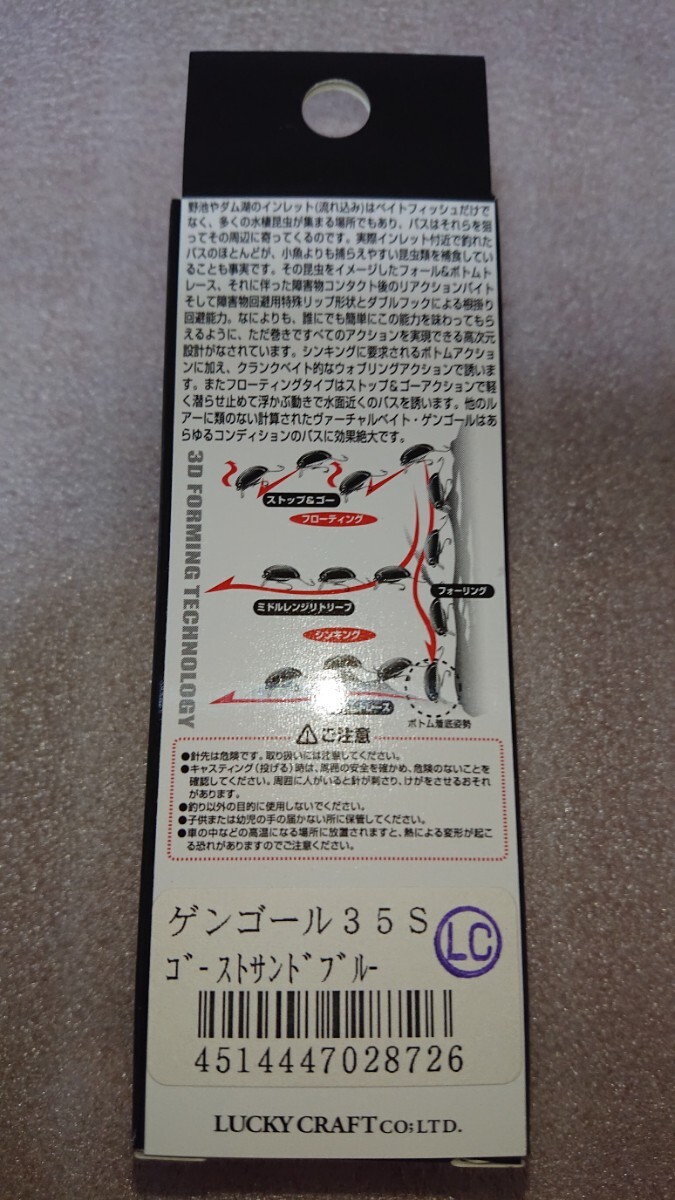 野池やダム湖のインレット(流れ込み)はベイトフィッシュだけで
なく、多くの水棲昆虫が集まる場所でもあり、バスはそれらを狙
ってその周辺に寄ってくるのです。実際インレット付近で釣れた
バスのほとんどが、小魚よりも捕らえやすい昆虫類を補食してい
ることも事実です。その昆虫をイメージしたフォール&ボトムト
レース、それに伴った障害物コンタクト後のリアクションバイト
そして障害物回避用特殊リップ形状とダブルフックによる根掛り
回避能力。なによりも、誰にでも簡単にこの能力を味わってもら
えるように、ただ巻きですべてのアクションを実現できる高次元
設計がなされています。シンキングに要求されるボトムアクショ
ンに加え、クランクベイト的なウォブリングアクションで誘いま
す。またフローティングタイプはストップ&ゴーアクションで軽
く潜らせ止めて浮かぶ動きで水面近くのバスを誘います。他のル
アーに類のない計算されたヴァーチャルベイト・ゲンゴールはあ
らゆるコンディションのバスに効果絶大です。
3D FORMING TECHNOLOGY
ストップ&ゴー
フローティング
フォーリング
ミドルレンジリトリーブ
シンキング
レース
ボトム着底姿勢
ご注意
●針先は危険です。取り扱いには注意してください。
●キャスティング(投げる)時は、周囲の安全を確かめ、危険のないことを
確認してください。周囲に人がいると針が刺さり、けがをさせるおそれ
があります。
●釣り以外の目的に使用しないでください。
●子供または幼児の手の届かない所に保管してください。
●車の中などの高温になる場所に放置されますと、熱による変形が起こ
る恐れがありますのでご注意ください。
ゲンゴール35S
LC
ｺﾞｰｽﾄｻﾝﾄﾞﾌﾞﾙｰ
4514447028726
LUCKY CRAFT CO;LTD.